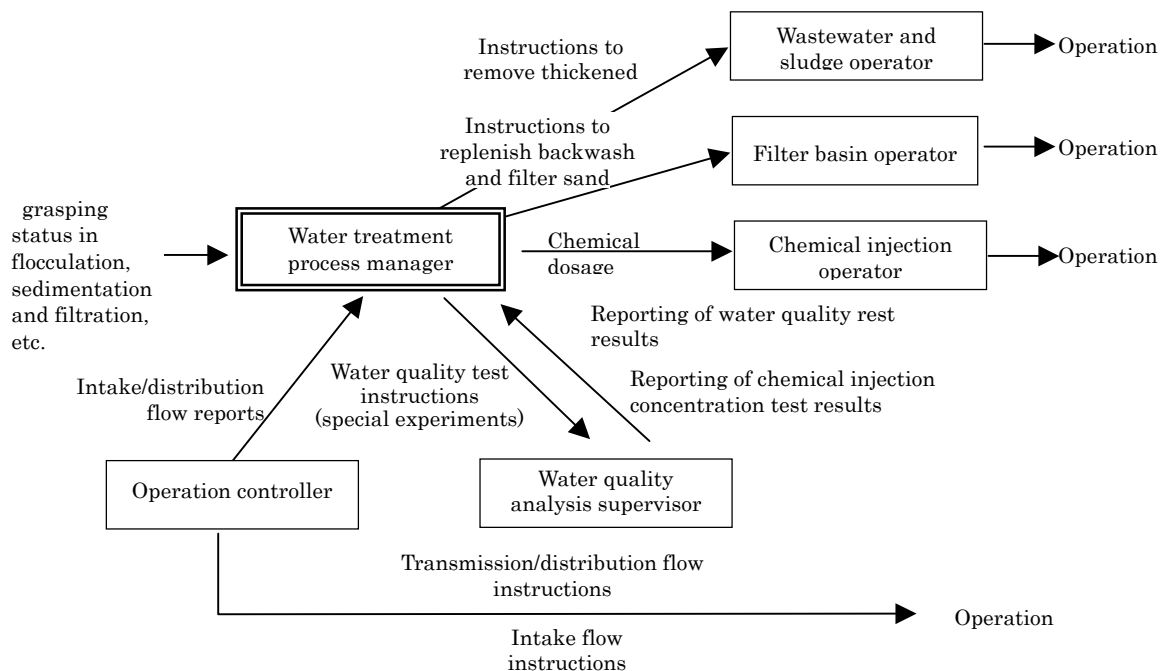 Instructions to
remove thickened
Wastewater and
sludge operator
Operation
Instructions to
replenish backwash
and filter sand
Filter basin operator
Operation
grasping
status in
flocculation,
sedimentation
and filtration,
etc.
Water treatment
process manager
Chemical
dosage
Chemical injection
operator
Operation
Reporting of water quality rest
results
Intake/distribution
flow reports
Water quality test
instructions
(special experiments)
Reporting of chemical injection
concentration test results
Operation controller
Water quality
analysis supervisor
Transmission/distribution flow
instructions
Operation
Intake flow
instructions